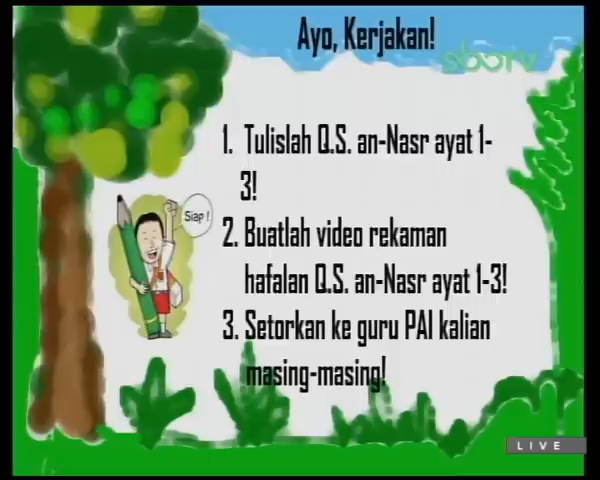 Ayo, Kerjakan!
sboTV
1. Tulislah Q.S. an-Nasr ayat 1-
3!
Siap !
2. Buatlah video rekaman
hafalan Q.S. an-Nasr ayat 1-3!
3. Setorkan ke guru PAI kalian
masing-masing!
LIVE